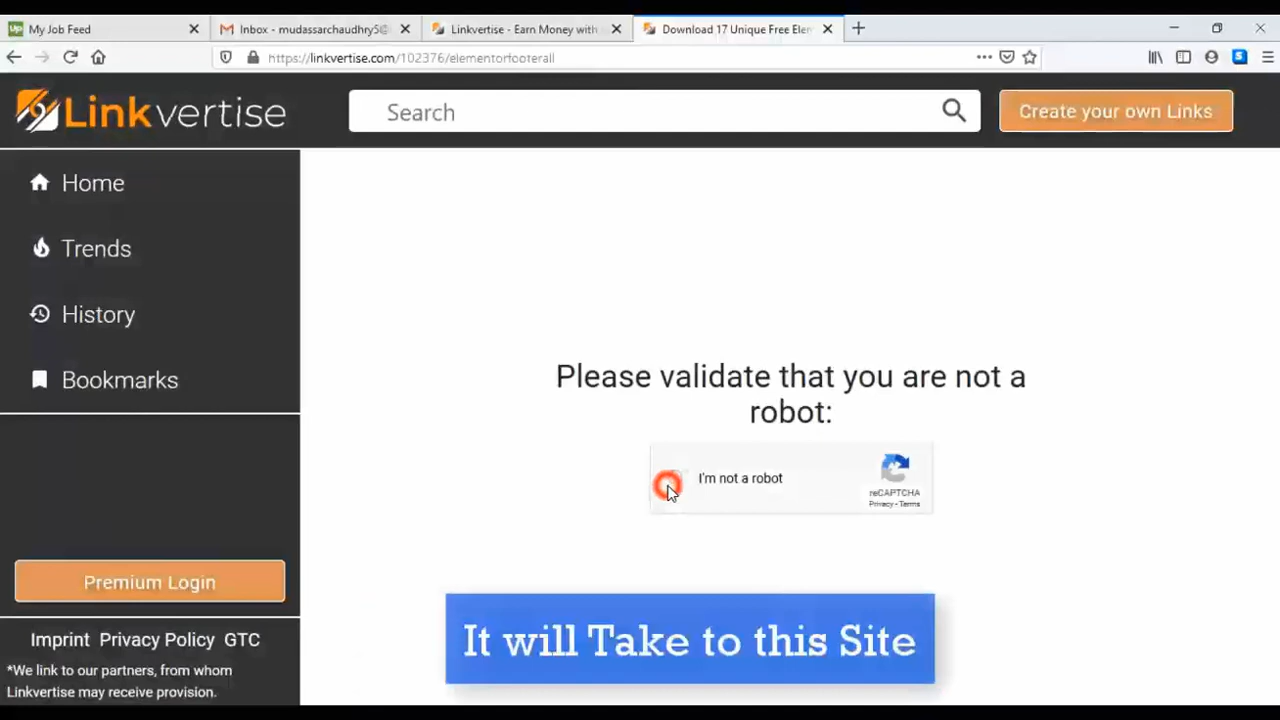 Up My Job Feed
Inbox - mudassarchaudhry5@
Linkvertise - Earn Money with
Download 17 Unique Free Elem
https://linkvertise.com/102376/elementorfooterall
Linkvertise
Search
Create your own Links
Home
Trends
History
Bookmarks
Please validate that you are not a
robot:
I'm not a robot
reCAPTCHA
Privacy - Terms
Premium Login
It will Take to this Site
Imprint Privacy Policy GTC
*We link to our partners, from whom
Linkvertise may receive provision.